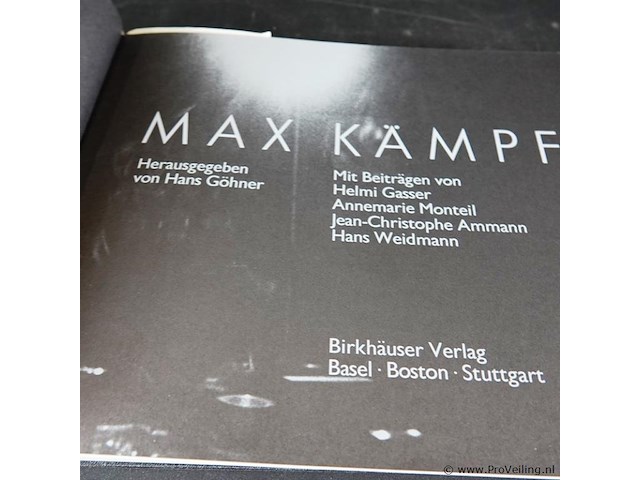 MAX KÄMPF
Herausgegeben
von Hans Göhner
Mit Beiträgen von
Helmi Gasser
Annemarie Monteil
Jean-Christophe Ammann
Hans Weidmann
Birkhäuser Verlag
Basel · Boston · Stuttgart
© www.ProVeiling.nl